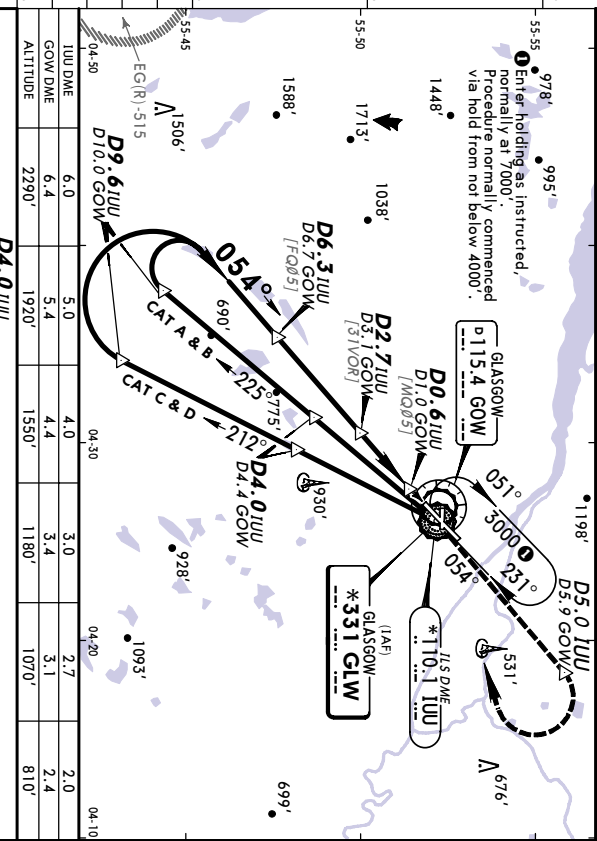 55-55
55-50
55-45
04-50
04-30
04-20
04-10
978'
995'
❶ Enter holding as instructed,
normally at 7000'.
Procedure normally commenced
via hold from not below 4000'.
1448'
1713'
1588'
1506'
EG(R)-515
1038'
1198'
GLASGOW
D 115.4 GOW
051°
3000 ❶
231°
054°
D5.0 IUU
D5.9 GOW
D0.6 IUU
D1.0 GOW
[MQØ5]
D2.7 IUU
D3.1 GOW
[31VOR]
D6.3 IUU
D6.7 GOW
[FQØ5]
054°
D9.6 IUU
D10.0 GOW
690'
775'
CAT A & B
225°
CAT C & D
212°
D4.0 IUU
D4.4 GOW
930'
928'
1093'
531'
676'
699'
ILS DME
*110.1 IUU
(IAF)
GLASGOW
*331 GLW
IUU DME 6.0 5.0 4.0 3.0 2.7 2.0
GOW DME 6.4 5.4 4.4 3.4 3.1 2.4
ALTITUDE 2290' 1920' 1550' 1180' 1070' 810'
D4.0 IUU